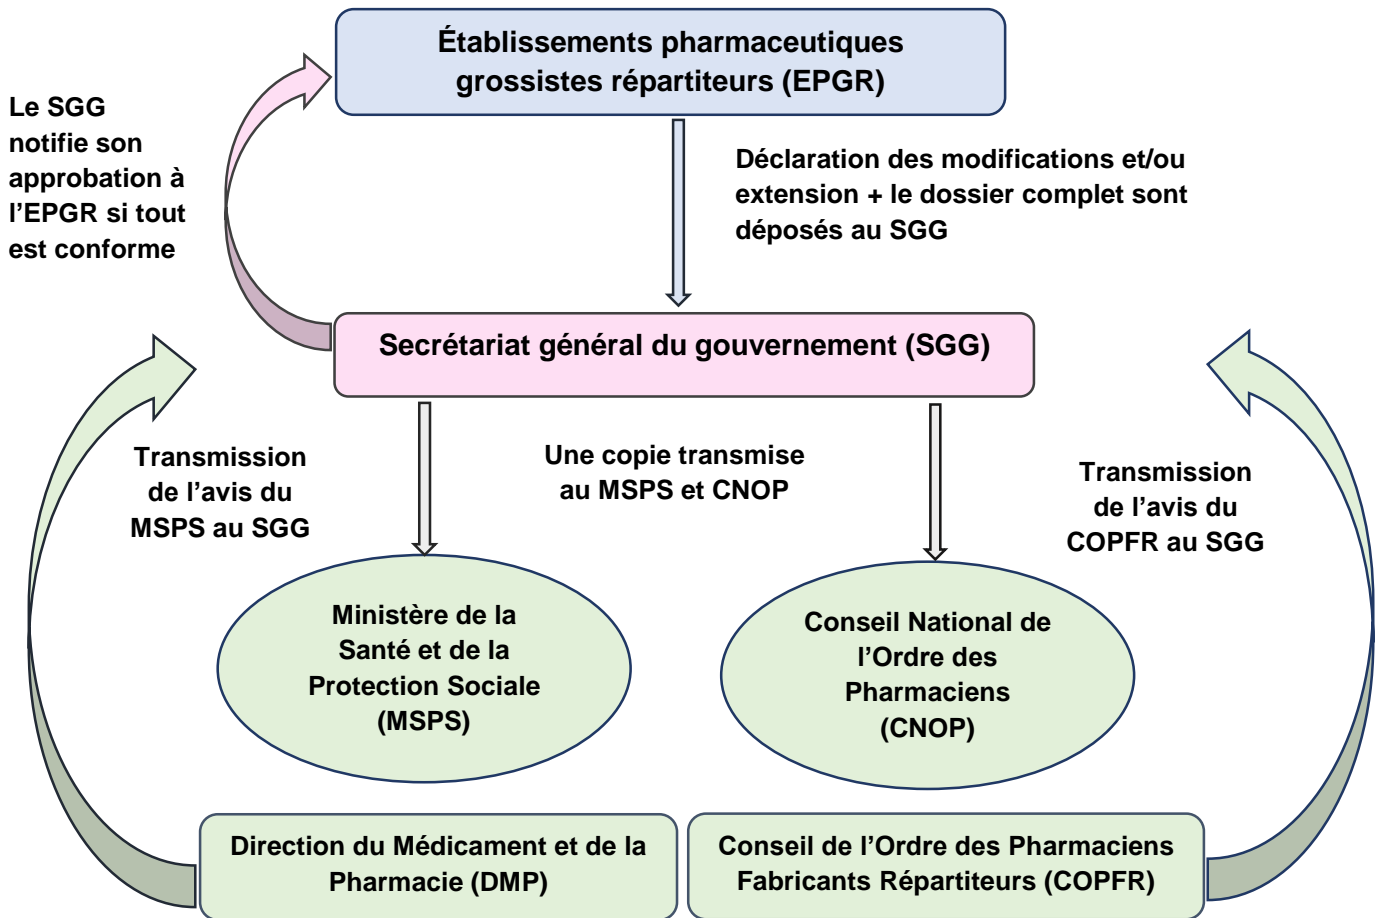 Établissements pharmaceutiques
grossistes répartiteurs (EPGR)
Le SGG
notifie son
approbation à
l’EPGR si tout
est conforme
Déclaration des modifications et/ou
extension + le dossier complet sont
déposés au SGG
Secrétariat général du gouvernement (SGG)
Transmission
de l’avis du
MSPS au SGG
Une copie transmise
au MSPS et CNOP
Transmission
de l’avis du
COPFR au SGG
Ministère de la
Santé et de la
Protection Sociale
(MSPS)
Conseil National de
l’Ordre des
Pharmaciens
(CNOP)
Direction du Médicament et de la
Pharmacie (DMP)
Conseil de l’Ordre des Pharmaciens
Fabricants Répartiteurs (COPFR)